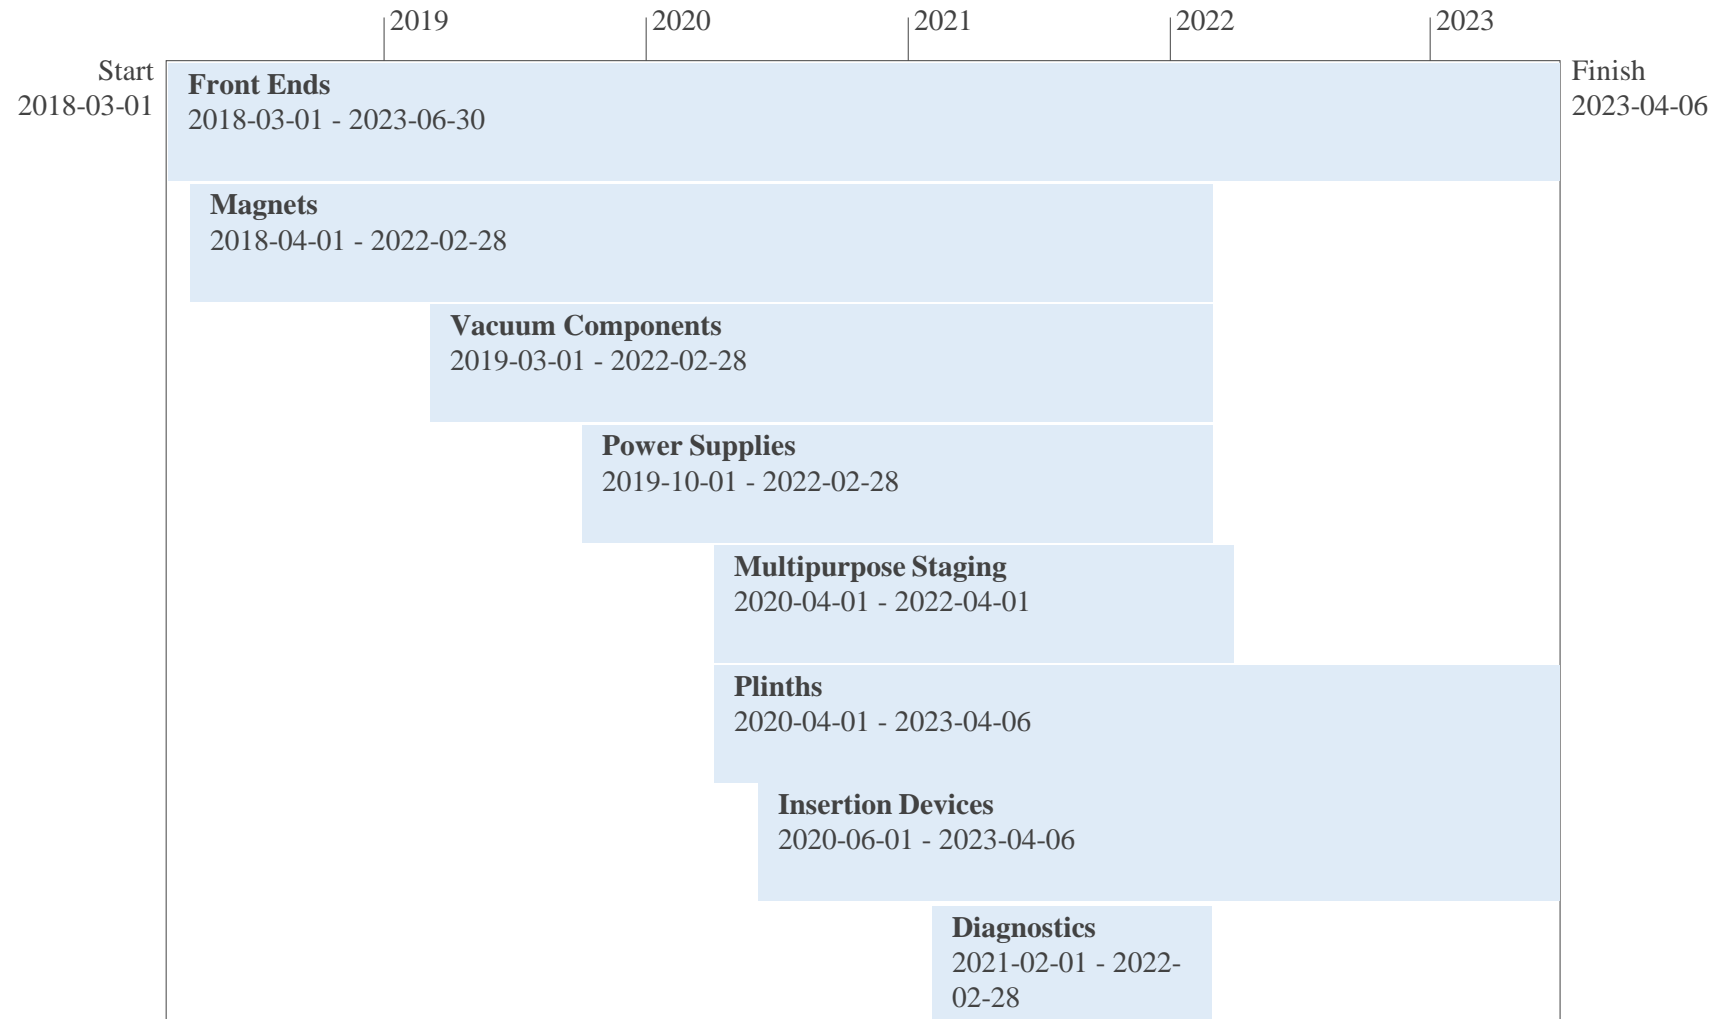 2019 2020 2021 2022 2023
Start
2018-03-01
Finish
2023-04-06
Front Ends
2018-03-01 - 2023-06-30
Magnets
2018-04-01 - 2022-02-28
Vacuum Components
2019-03-01 - 2022-02-28
Power Supplies
2019-10-01 - 2022-02-28
Multipurpose Staging
2020-04-01 - 2022-04-01
Plinths
2020-04-01 - 2023-04-06
Insertion Devices
2020-06-01 - 2023-04-06
Diagnostics
2021-02-01 - 2022-
02-28